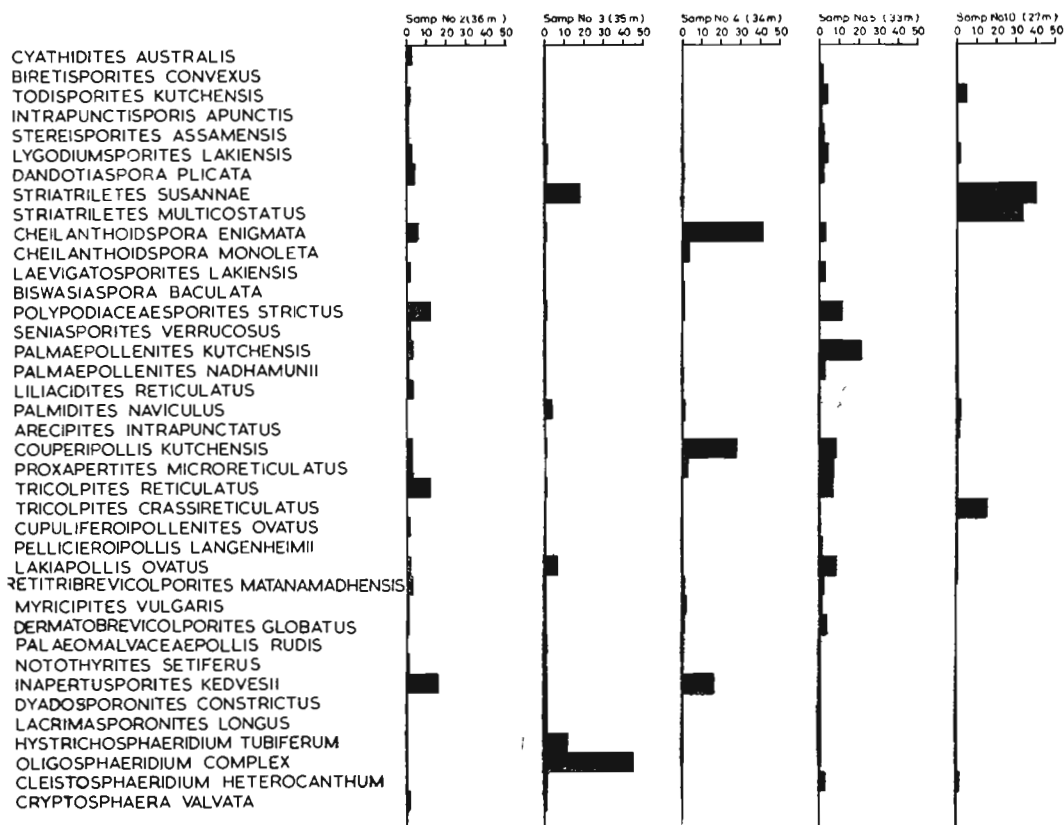 Samp No 2 (36 m) Samp No 3 (35 m) Samp No 4 (34 m) Samp No 5 (33 m) Samp No 10 (27 m)
0 10 20 30 40 50 0 10 20 30 40 50 0 10 20 30 40 50 0 10 20 30 40 50 0 10 20 30 40 50
CYATHIDITES AUSTRALIS
BIRETISPORITES CONVEXUS
TODISPORITES KUTCHENSIS
INTRAPUNCTISPORIS APUNCTIS
STEREISPORITES ASSAMENSIS
LYGODIUMSPORITES LAKIENSIS
DANDOTIASPORA PLICATA
STRIATRILETES SUSANNAE
STRIATRILETES MULTICOSTATUS
CHEILANTHOIDSPORA ENIGMATA
CHEILANTHOIDSPORA MONOLETA
LAEVIGATOSPORITES LAKIENSIS
BISWASIASPORA BACULATA
POLYPODIACEAESPORITES STRICTUS
SENIASPORITES VERRUCOSUS
PALMAEPOLLENITES KUTCHENSIS
PALMAEPOLLENITES NADHAMUNII
LILIACIDITES RETICULATUS
PALMIDITES NAVICULUS
ARECIPITES INTRAPUNCTATUS
COUPERIPOLLIS KUTCHENSIS
PROXAPERTITES MICRORETICULATUS
TRICOLPITES RETICULATUS
TRICOLPITES CRASSIRETICULATUS
CUPULIFEROIPOLLENITES OVATUS
PELLICIEROIPOLLIS LANGENHEIMII
LAKIAPOLLIS OVATUS
RETITRIBREVICOLPORITES MATANAMADHENSIS
MYRICIPITES VULGARIS
DERMATOBREVICOLPORITES GLOBATUS
PALAEOMALVACEAEPOLLIS RUDIS
NOTOTHYRITES SETIFERUS
INAPERTUSPORITES KEDVESII
DYADOSPORONITES CONSTRICTUS
LACRIMASPORONITES LONGUS
HYSTRICHOSPHAERIDIUM TUBIFERUM
OLIGOSPHAERIDIUM COMPLEX
CLEISTOSPHAERIDIUM HETEROCANTHUM
CRYPTOSPHAERA VALVATA